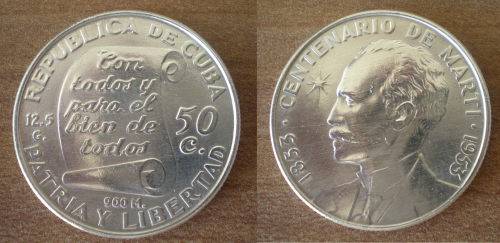 REPUBLICA DE CUBA
Con
todos y
para el
bien de
todos
12.5
G.
50
C.
900 M.
PATRIA Y LIBERTAD
1853 · CENTENARIO DE MARTI · 1953